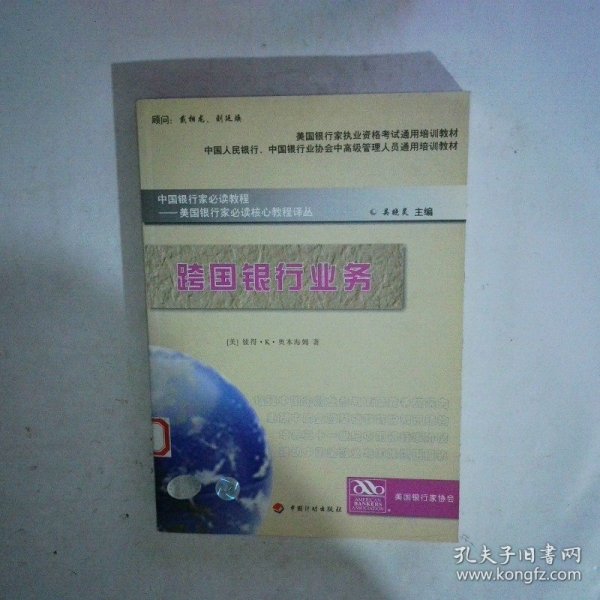 顾问：戴相龙、刘廷焕
美国银行家执业资格考试通用培训教材
中国人民银行、中国银行业协会中高级管理人员通用培训教材
中国银行家必读教程
——美国银行家必读核心教程译丛
吴晓灵 主编
跨国银行业务
[美] 彼得·K·奥本海姆 著
中国计划出版社
AMERICAN
BANKERS
ASSOCIATION
美国银行家协会
孔夫子旧书网
www.kongfz.com